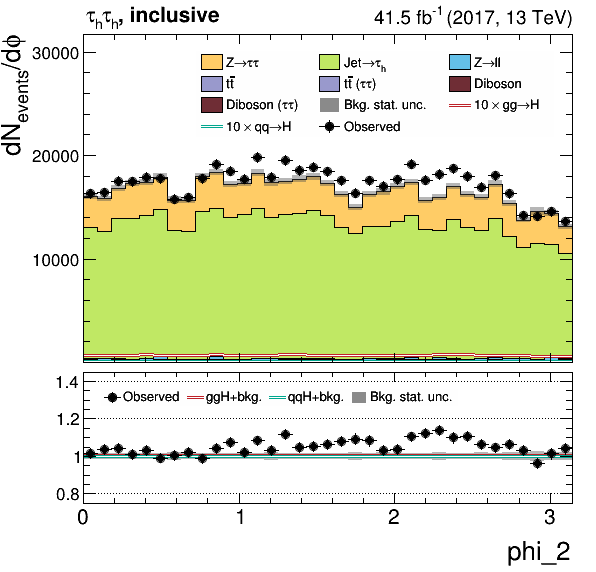 τhτh, inclusive
41.5 fb-1 (2017, 13 TeV)
dNevents/dϕ
30000
20000
10000
Z→ττ
Jet→τh
Z→ll
tt̄
tt̄ (ττ)
Diboson
Diboson (ττ)
Bkg. stat. unc.
10 × gg→H
10 × qq→H
Observed
1.4
1.2
1
0.8
Observed
ggH+bkg.
qqH+bkg.
Bkg. stat. unc.
0
1
2
3
phi_2